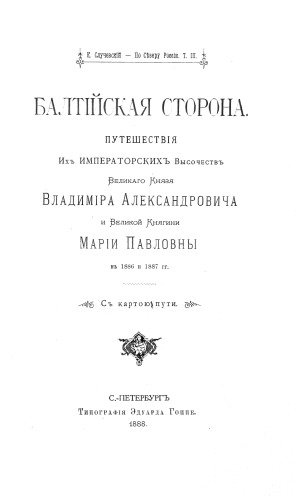 К. Случевскій — По Сѣверу Россіи. Т. III.
БАЛТІЙСКАЯ СТОРОНА.
ПУТЕШЕСТВІЯ
Ихъ ИМПЕРАТОРСКИХЪ Высочествъ
Великаго Князя
Владиміра Александровича
и Великой Княгини
Маріи Павловны
въ 1886 и 1887 гг.
Съ картою пути.
С.-ПЕТЕРБУРГЪ
Типографія Эдуарда Гоппе.
1888.